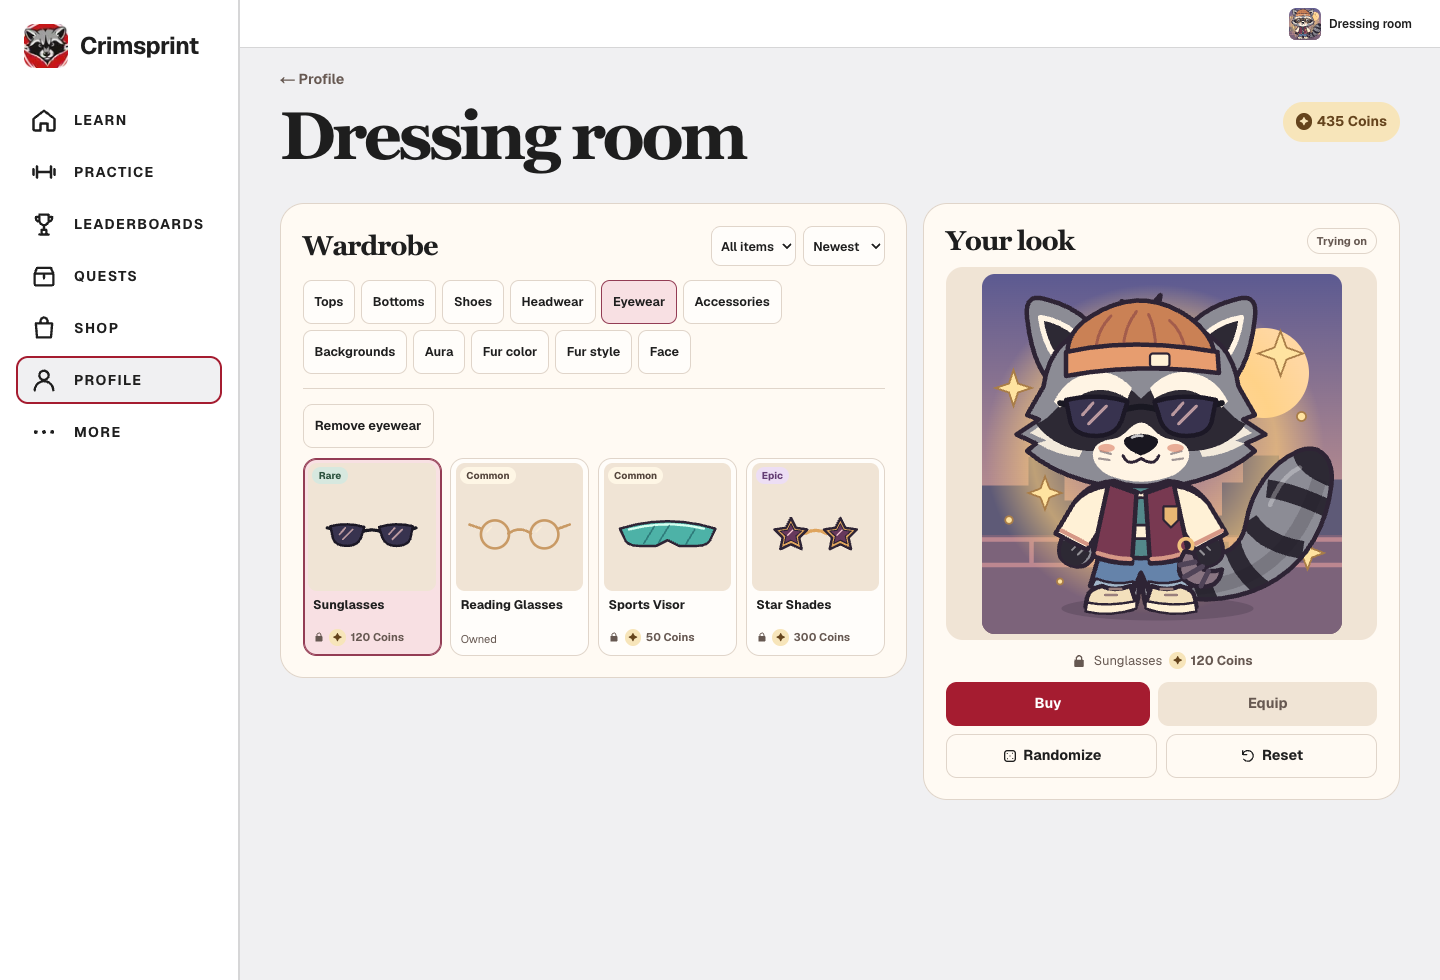 Crimsprint
LEARN
PRACTICE
LEADERBOARDS
QUESTS
SHOP
PROFILE
MORE
Dressing room
← Profile
Dressing room
435 Coins
Wardrobe
All items
Newest
Tops
Bottoms
Shoes
Headwear
Eyewear
Accessories
Backgrounds
Aura
Fur color
Fur style
Face
Remove eyewear
Rare
Sunglasses
120 Coins
Common
Reading Glasses
Owned
Common
Sports Visor
50 Coins
Epic
Star Shades
300 Coins
Your look
Trying on
Sunglasses 120 Coins
Buy
Equip
Randomize
Reset